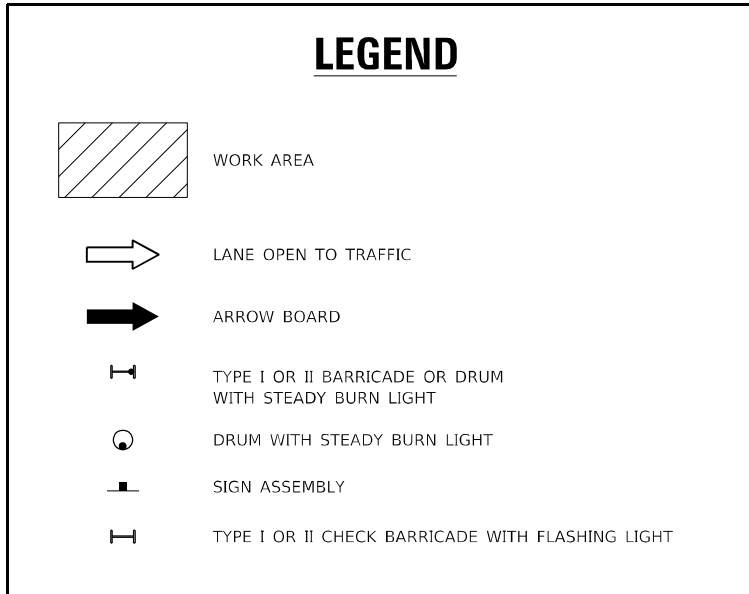 LEGEND
WORK AREA
LANE OPEN TO TRAFFIC
ARROW BOARD
TYPE I OR II BARRICADE OR DRUM
WITH STEADY BURN LIGHT
DRUM WITH STEADY BURN LIGHT
SIGN ASSEMBLY
TYPE I OR II CHECK BARRICADE WITH FLASHING LIGHT